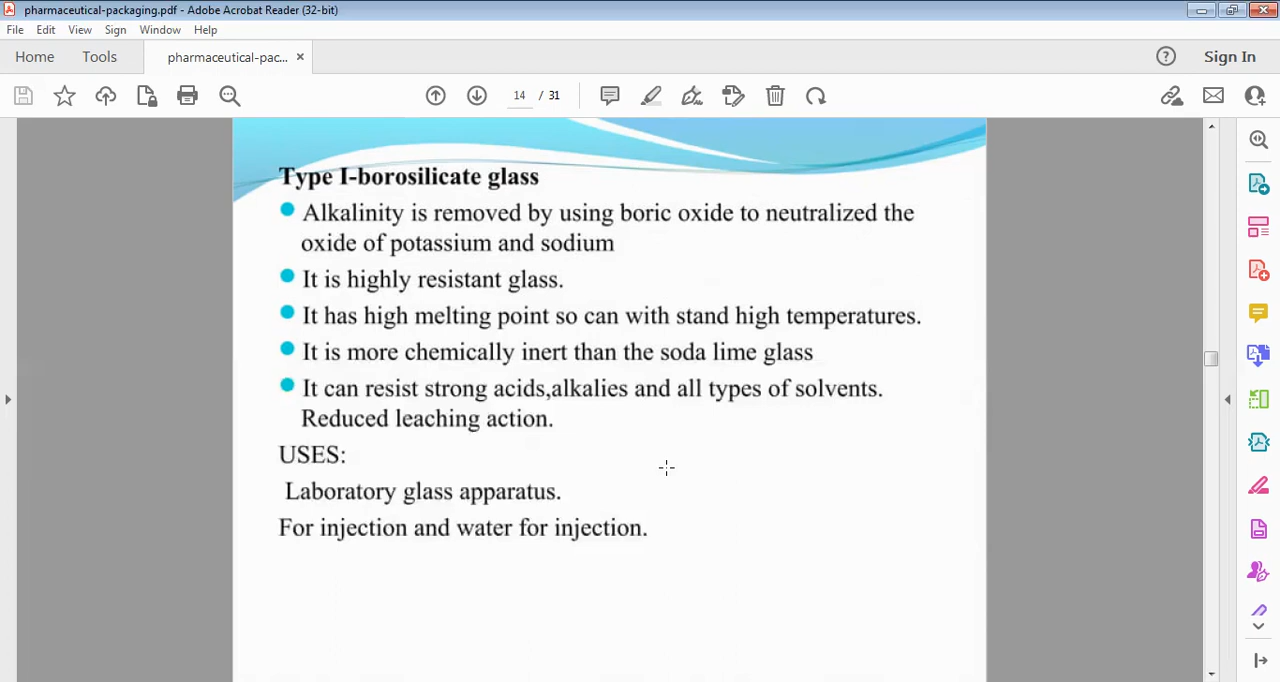 pharmaceutical-packaging.pdf - Adobe Acrobat Reader (32-bit)
File Edit View Sign Window Help
Home Tools pharmaceutical-pac... × Sign In
14 / 31
Type I-borosilicate glass
Alkalinity is removed by using boric oxide to neutralized the
oxide of potassium and sodium
It is highly resistant glass.
It has high melting point so can with stand high temperatures.
It is more chemically inert than the soda lime glass
It can resist strong acids,alkalies and all types of solvents.
Reduced leaching action.
USES:
Laboratory glass apparatus.
For injection and water for injection.